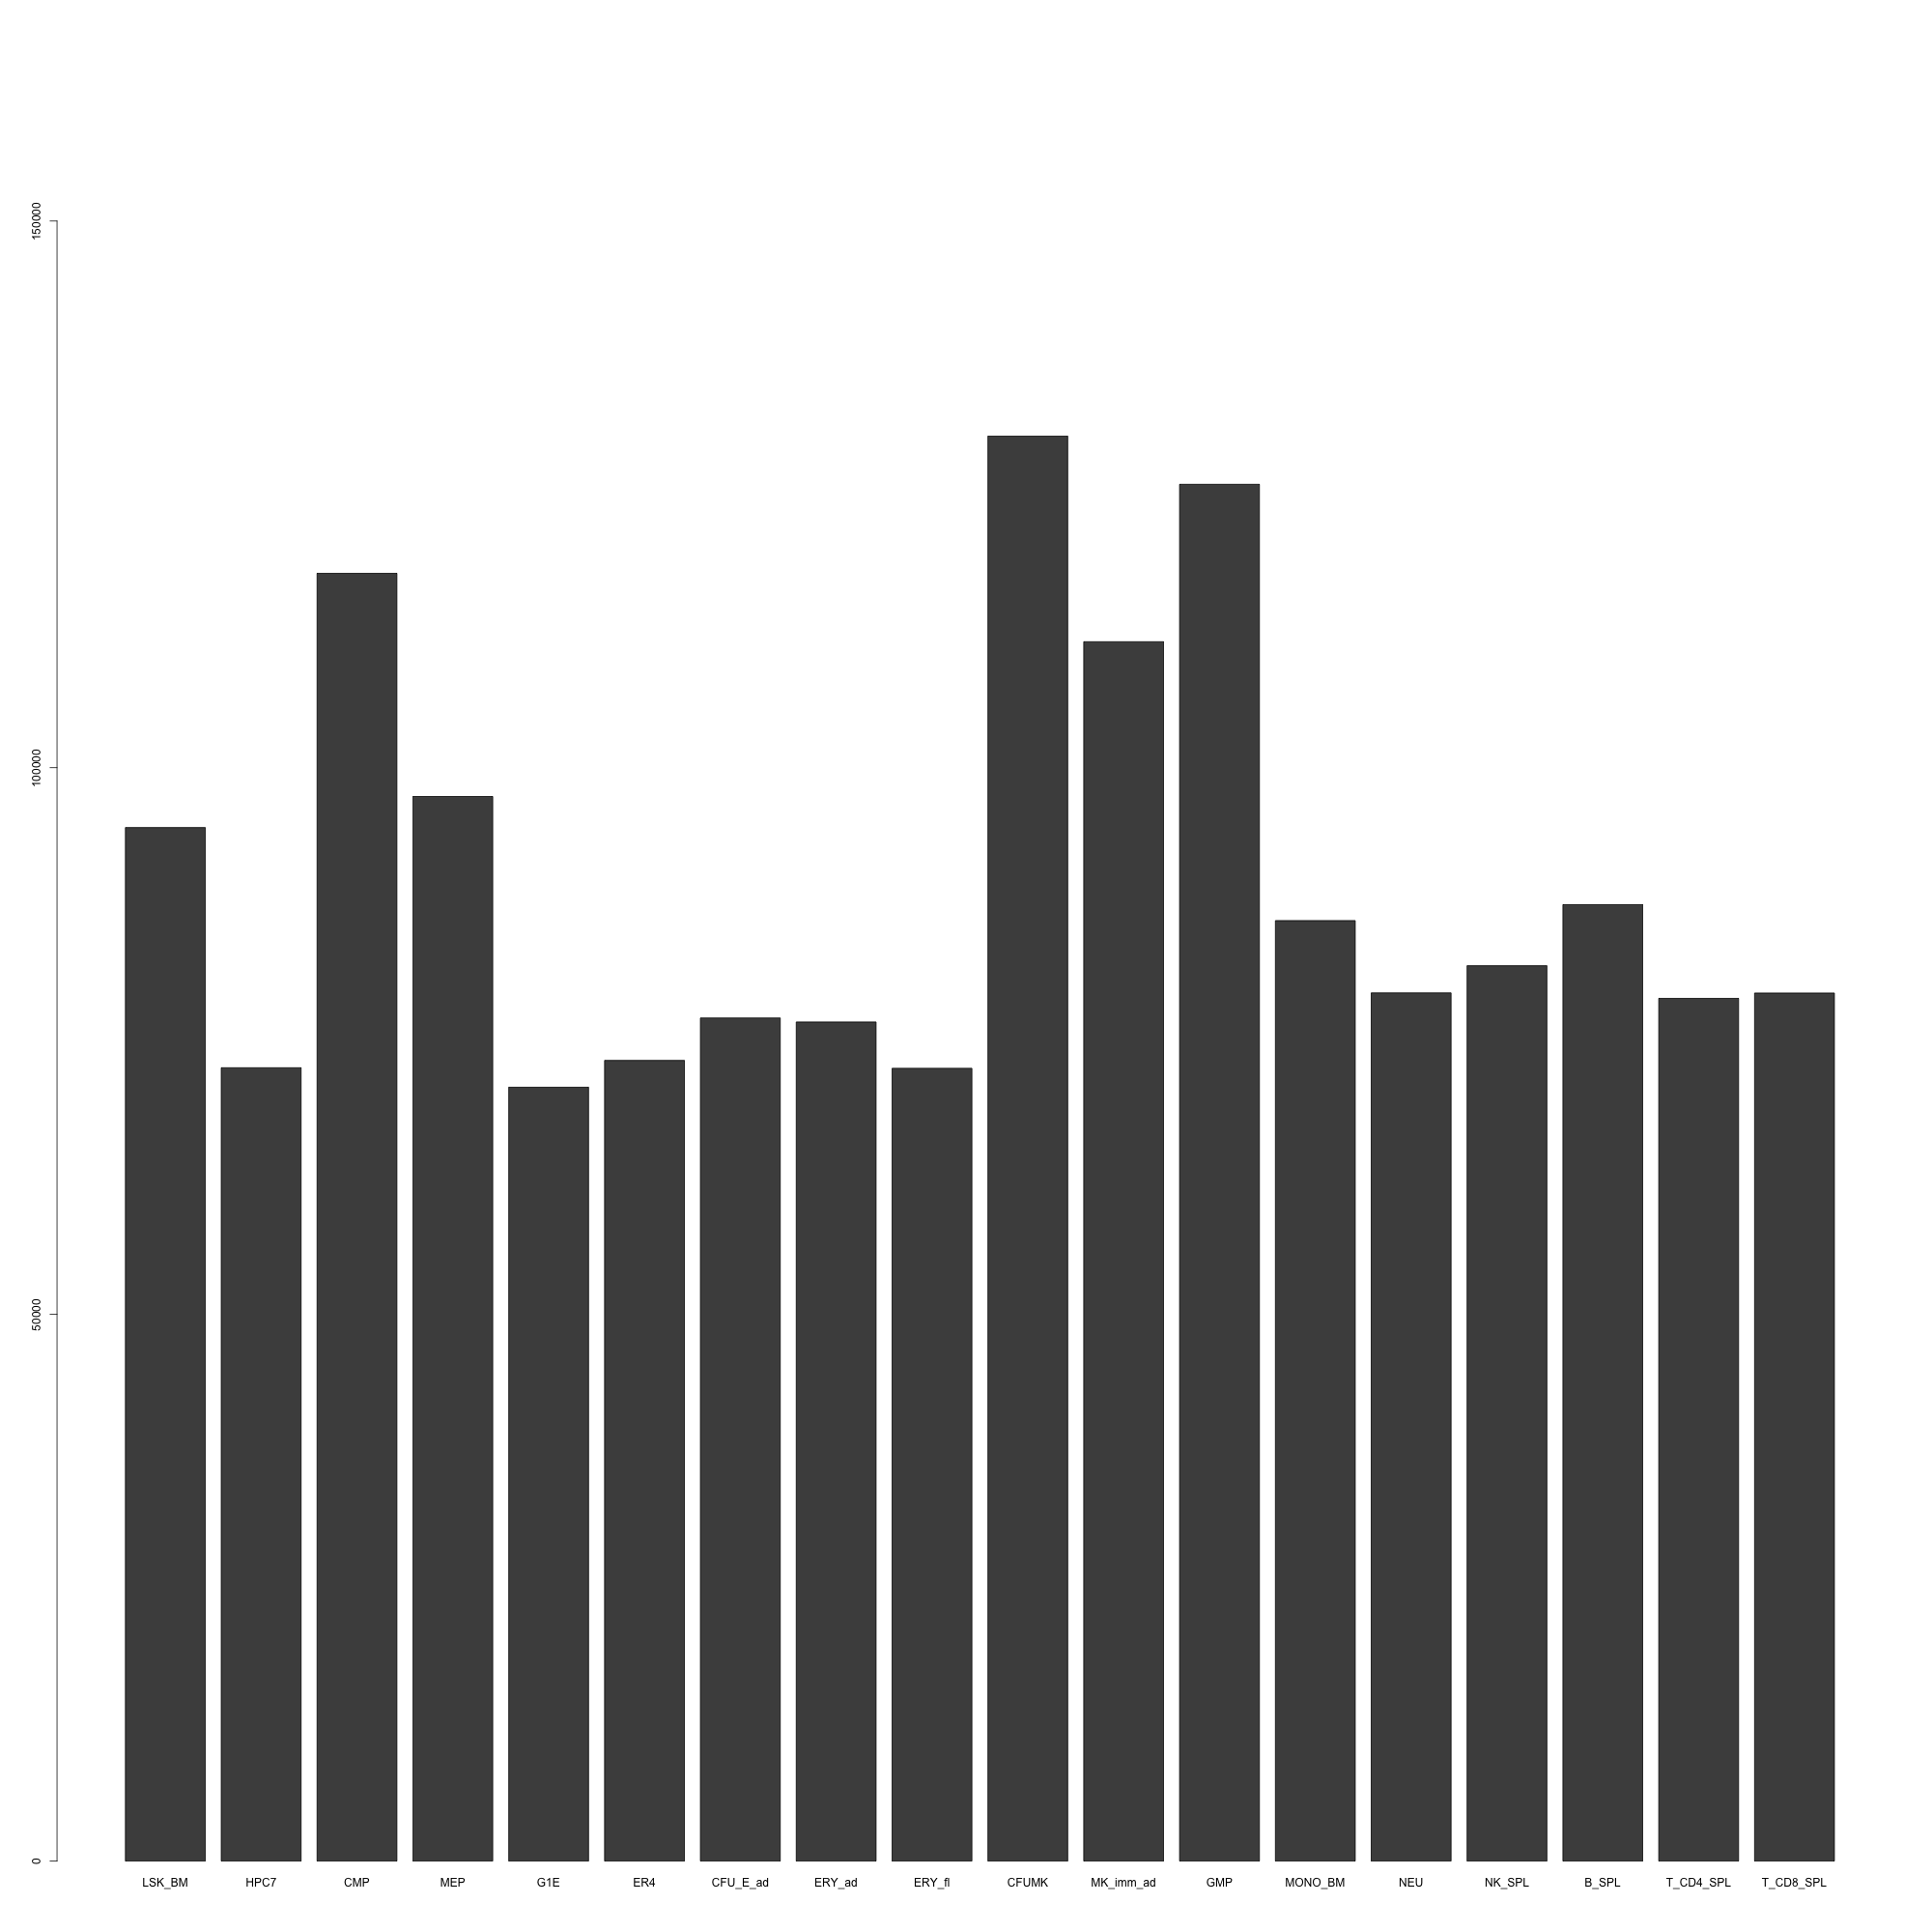 150000
100000
50000
0
LSK_BM HPC7 CMP MEP G1E ER4 CFU_E_ad ERY_ad ERY_fl CFUMK MK_imm_ad GMP MONO_BM NEU NK_SPL B_SPL T_CD4_SPL T_CD8_SPL